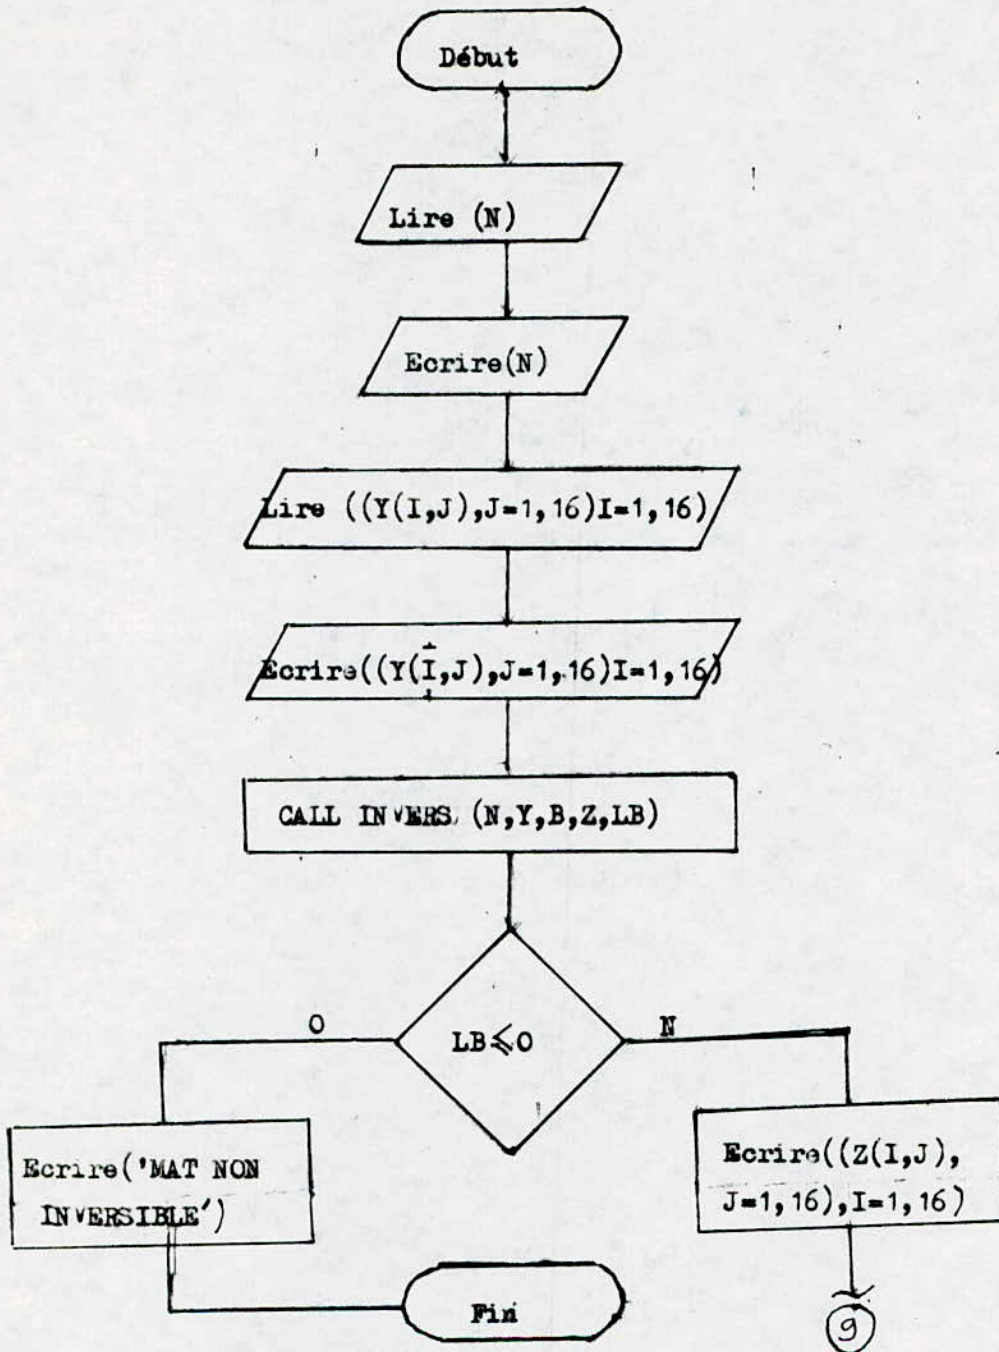 Début
Lire (N)
Ecrire(N)
Lire ((Y(I,J),J=1,16)I=1,16)
Ecrire((Y(I,J),J=1,16)I=1,16)
CALL INVERS (N,Y,B,Z,LB)
LB⩽0
O
N
Ecrire('MAT NON
INVERSIBLE')
Ecrire((Z(I,J),
J=1,16),I=1,16)
Fin
9